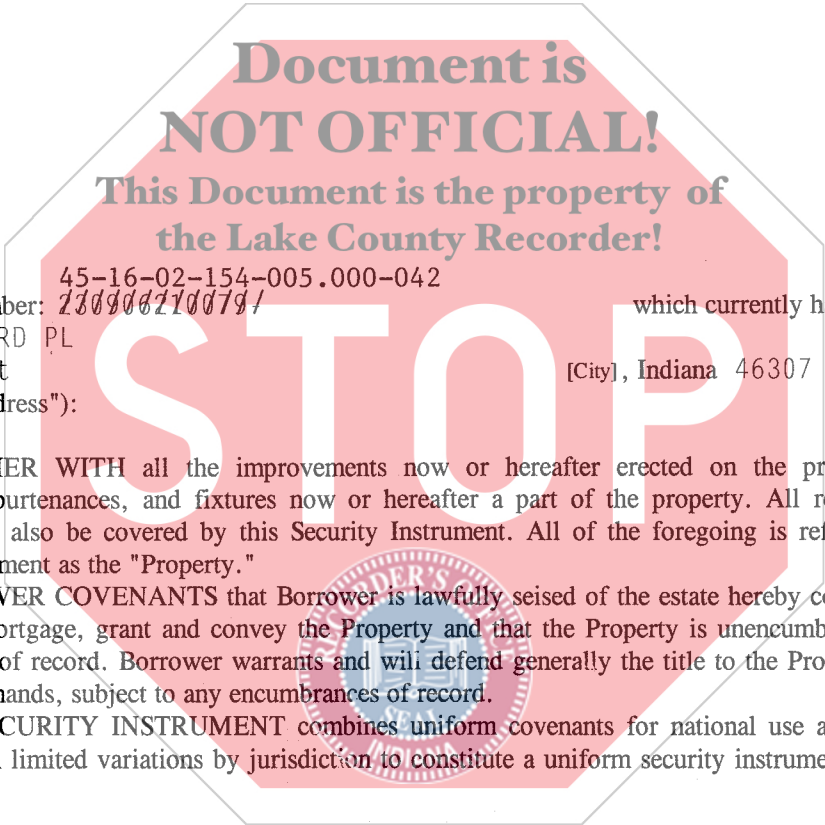 Document is
NOT OFFICIAL!
This Document is the property of
the Lake County Recorder!
45-16-02-154-005.000-042
ber: which currently h
RD PL
t [City], Indiana 46307
dress"):
STOP
ER WITH all the improvements now or hereafter erected on the pr
purtenances, and fixtures now or hereafter a part of the property. All r
also be covered by this Security Instrument. All of the foregoing is ref
ment as the "Property."
VER COVENANTS that Borrower is lawfully seised of the estate hereby c
ortgage, grant and convey the Property and that the Property is unencumb
of record. Borrower warrants and will defend generally the title to the Pro
nands, subject to any encumbrances of record.
CURITY INSTRUMENT combines uniform covenants for national use a
limited variations by jurisdiction to constitute a uniform security instrume
RECORDER'S OFFICE
SEAL
INDIANA